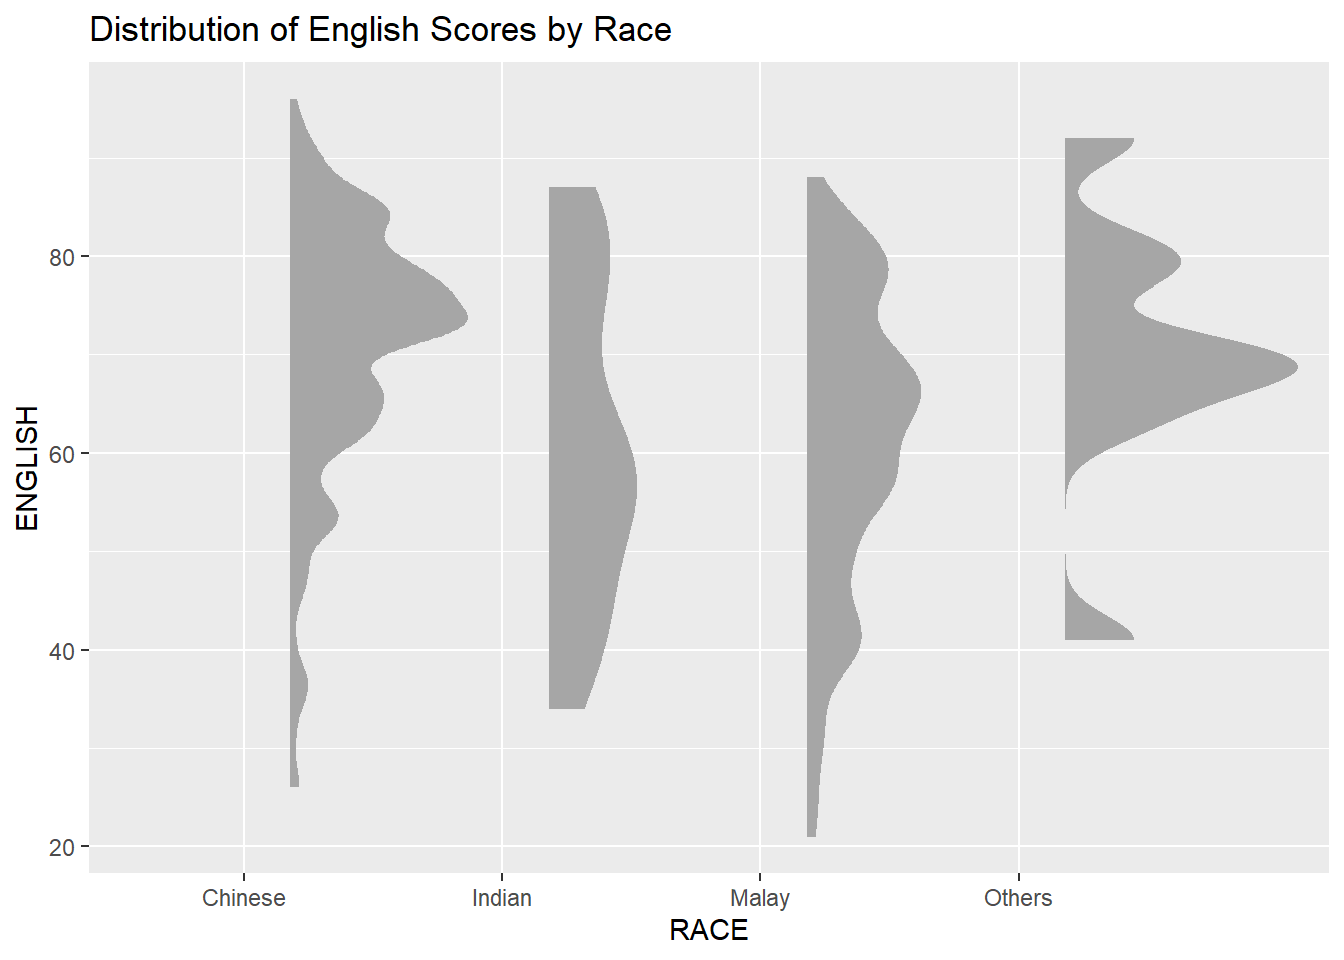 Distribution of English Scores by Race
ENGLISH
80
60
40
20
Chinese Indian Malay Others
RACE